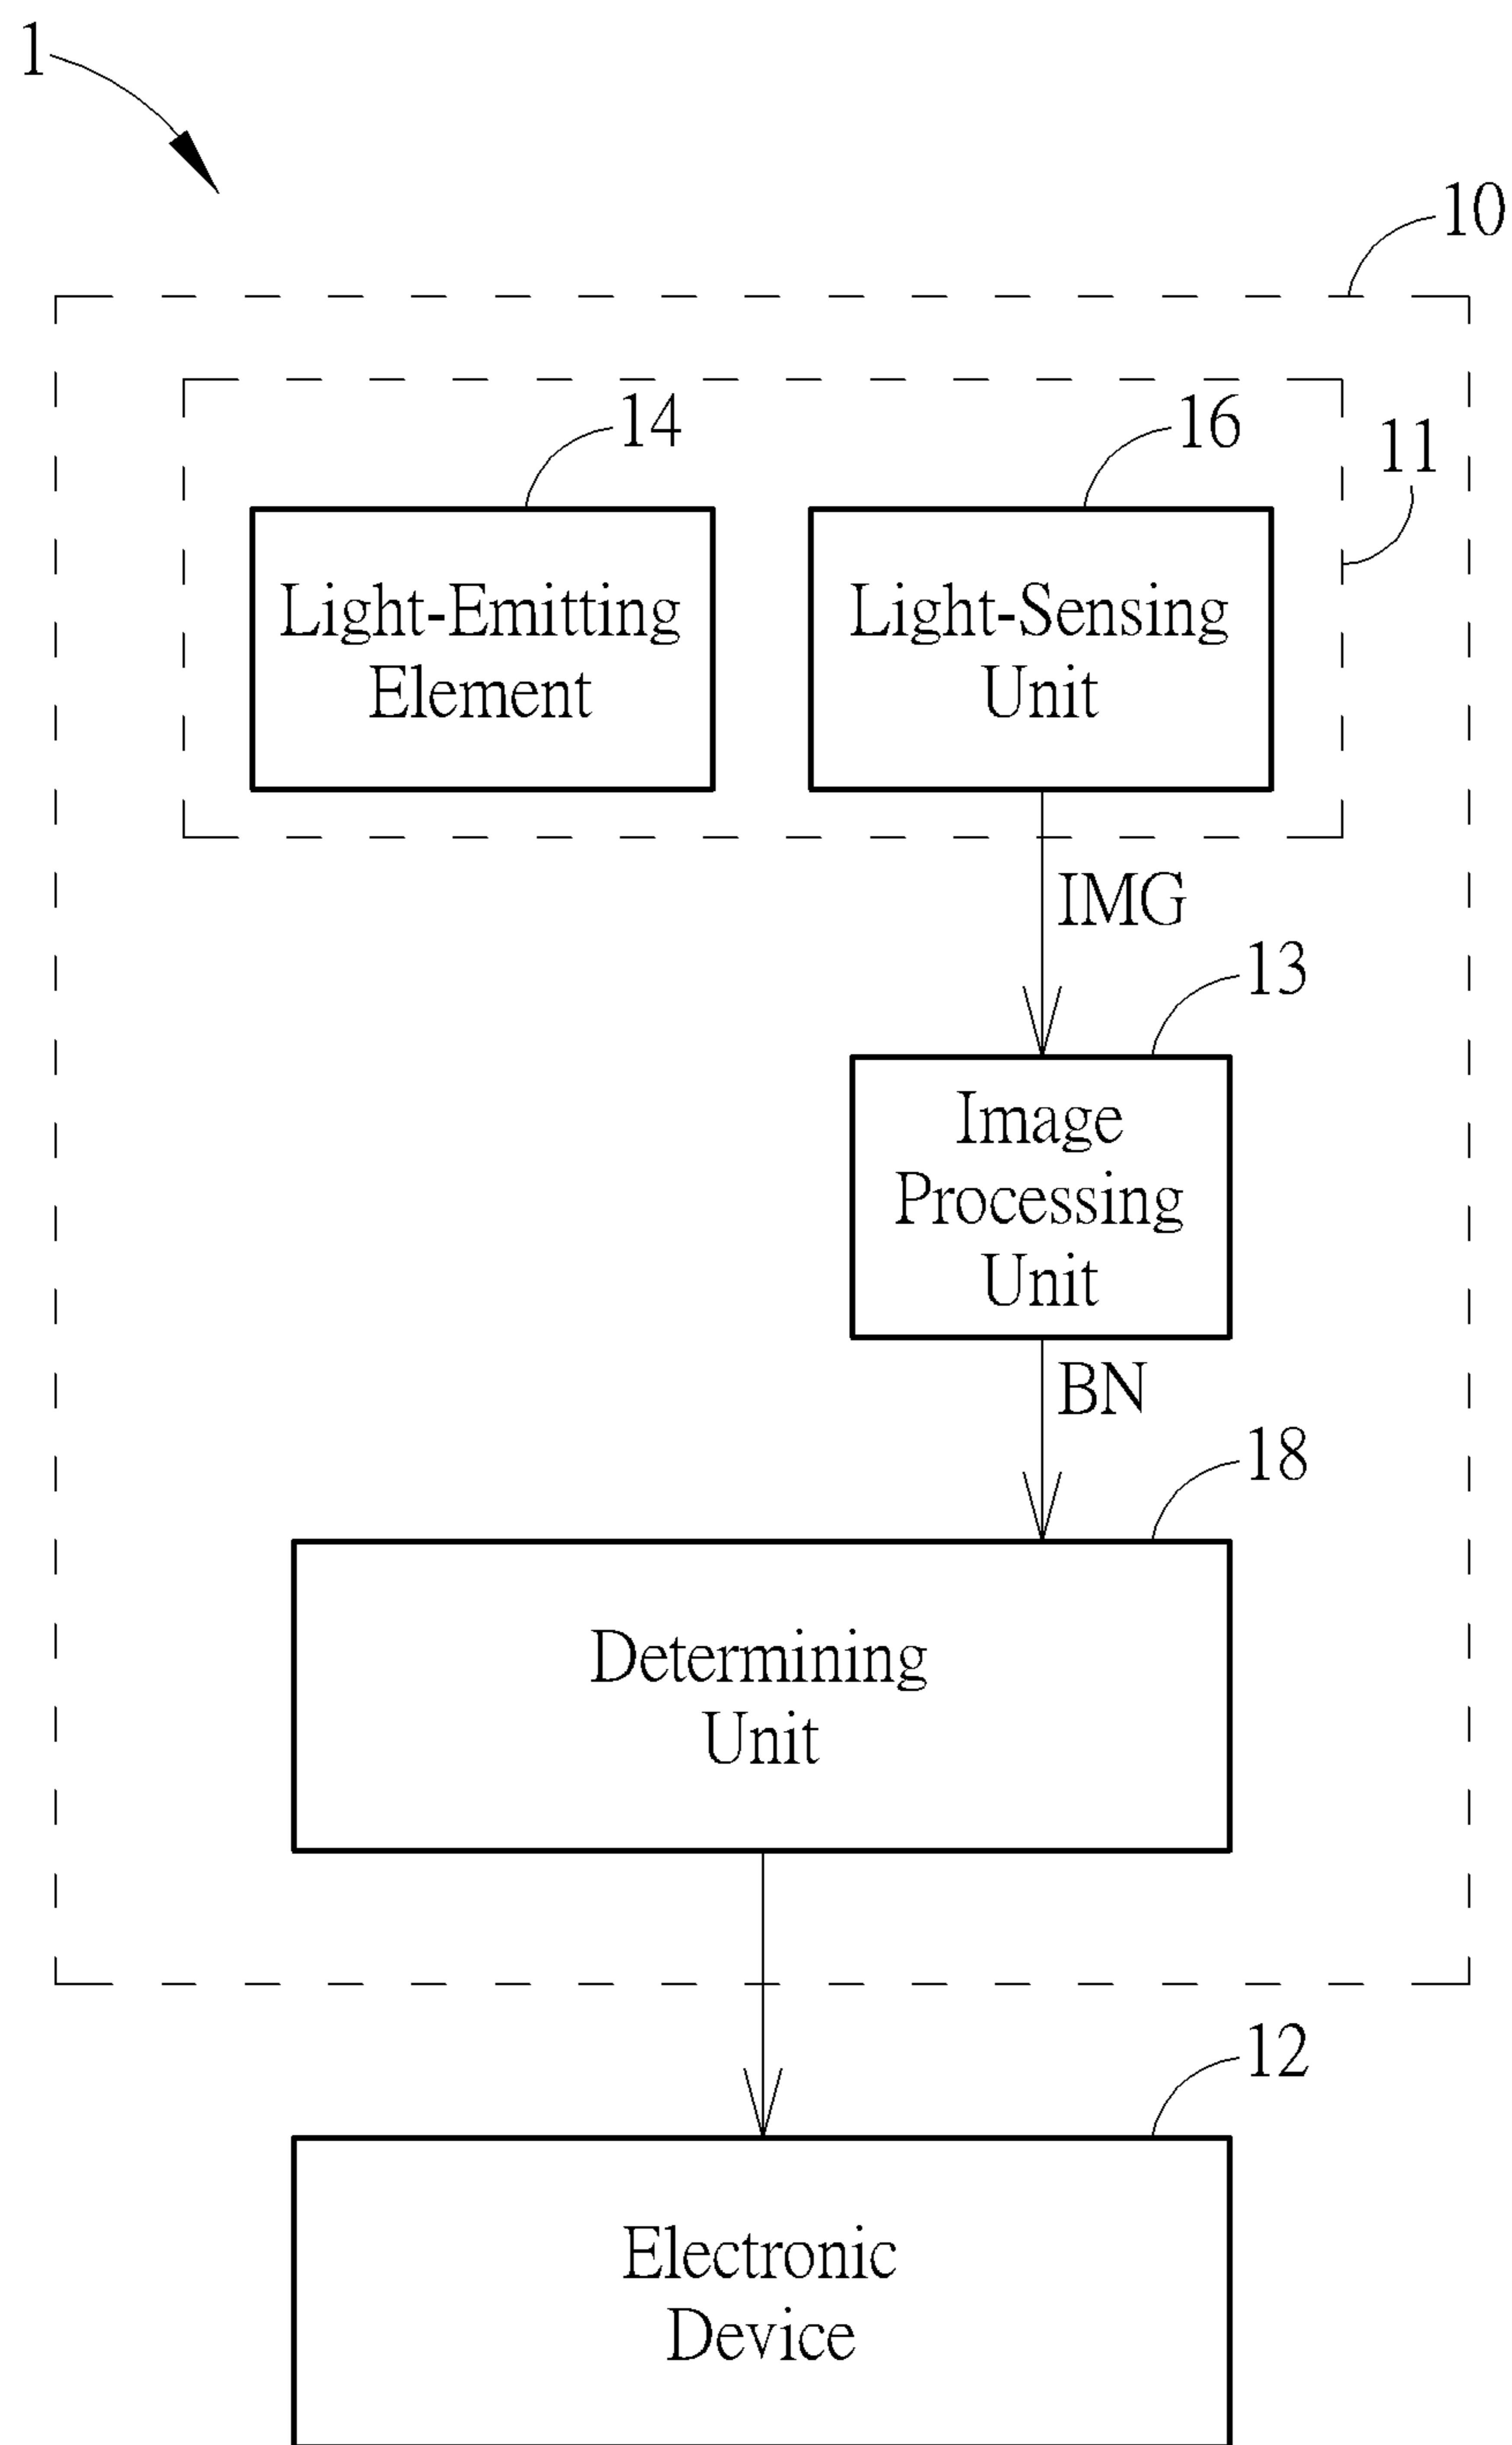 1
10
14
16
11
Light-Emitting
Element
Light-Sensing
Unit
IMG
13
Image
Processing
Unit
BN
18
Determining
Unit
12
Electronic
Device